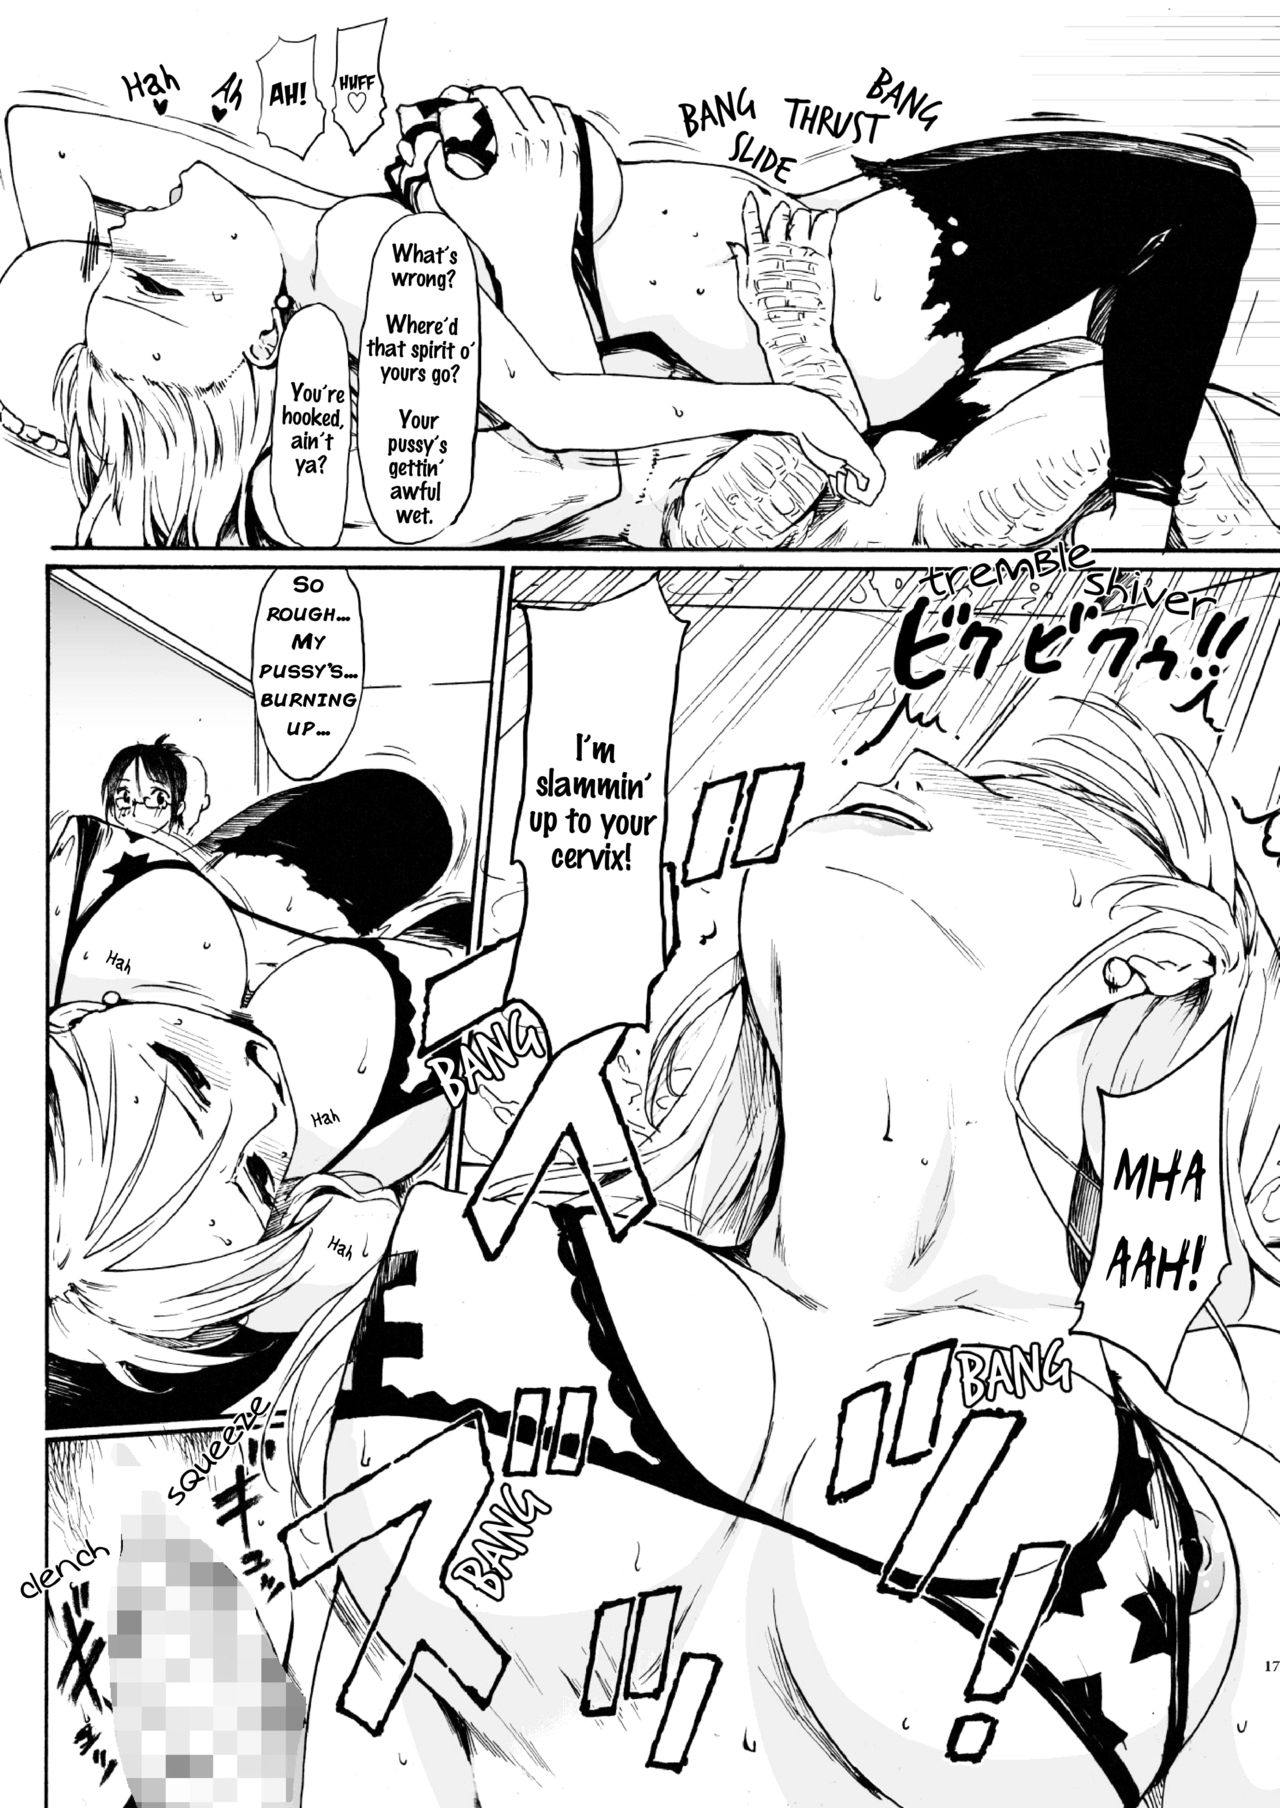 HUFF♡
AH!
Ah♥
Hah♥
BANG
THRUST
BANG
SLIDE
What's
wrong?
Where'd
that spirit o'
yours go?
Your
pussy's
gettin'
awful
wet.
You're
hooked,
ain't
ya?
tremble
shiver
ビクビクゥ!!
I'm
slammin'
up to your
cervix!
MHA
AAH!
BANG
BANG
BANG
SO
ROUGH...
MY
PUSSY'S...
BURNING
UP...
Hah
Hah
Hah
squeeze
clench
17